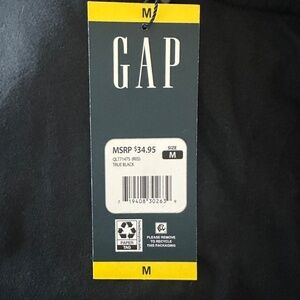 M
GAP
MSRP $34.95
SIZE
M
TRUE BLACK
PAPER
TAG
PLEASE REMOVE
TO RECYCLE
THIS PACKAGING
M